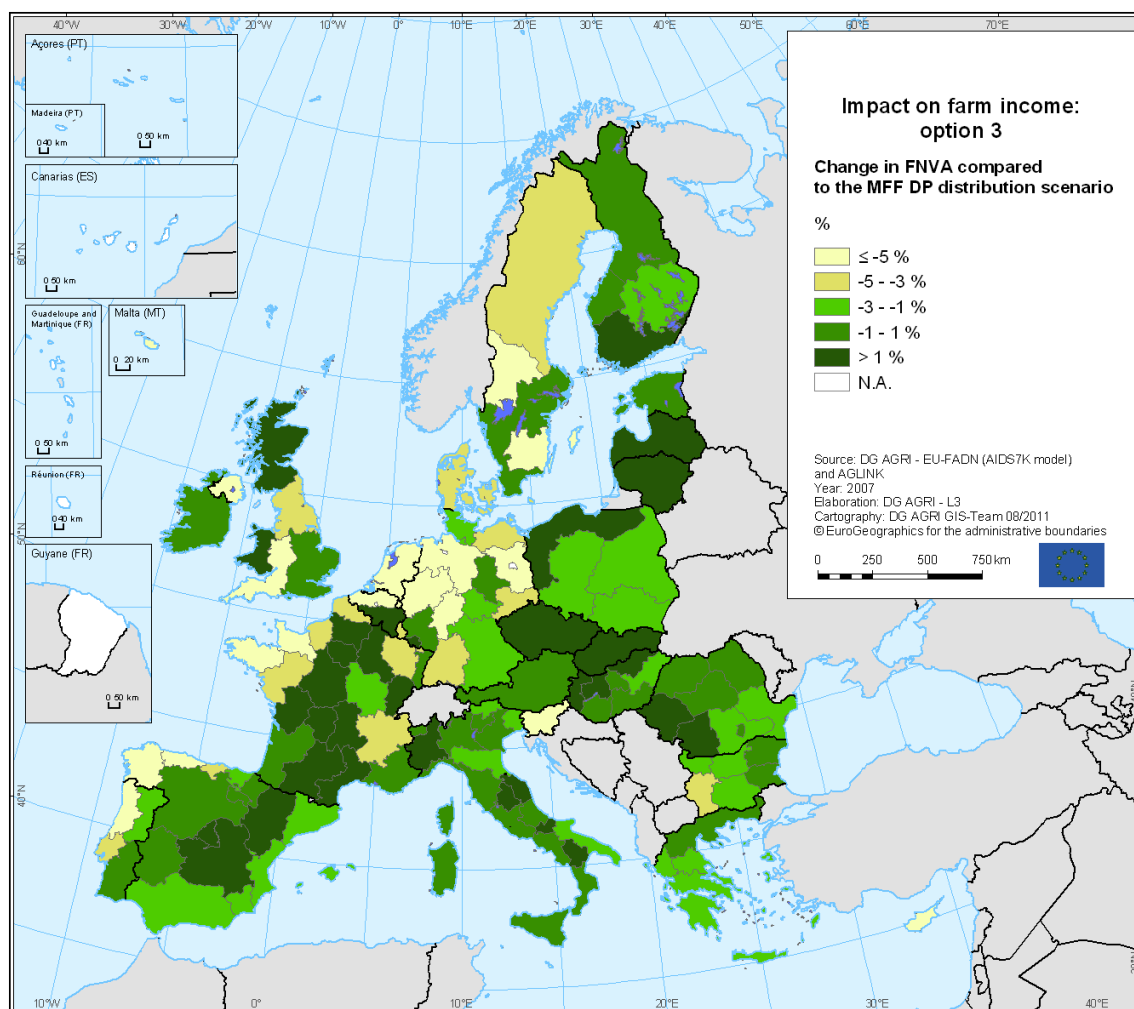 40°W 30°W 20°W 10°W 0° 10°E 20°E 30°E 40°E 50°E 60°E 70°E
Açores (PT)
Madeira (PT)
0 40 km
0 50 km
Canarias (ES)
0 50 km
Guadeloupe and
Martinique (FR)
0 50 km
Malta (MT)
0 20 km
Réunion (FR)
0 40 km
Guyane (FR)
0 50 km
60°N
50°N
40°N
Impact on farm income:
option 3
Change in FNVA compared
to the MFF DP distribution scenario
%
≤ -5 %
-5 - -3 %
-3 - -1 %
-1 - 1 %
> 1 %
N.A.
Source: DG AGRI - EU-FADN (AIDS7K model)
and AGLINK
Year: 2007
Elaboration: DG AGRI - L3
Cartography: DG AGRI GIS-Team 08/2011
© EuroGeographics for the administrative boundaries
0 250 500 750 km
10°W 0° 10°E 20°E 30°E 40°E